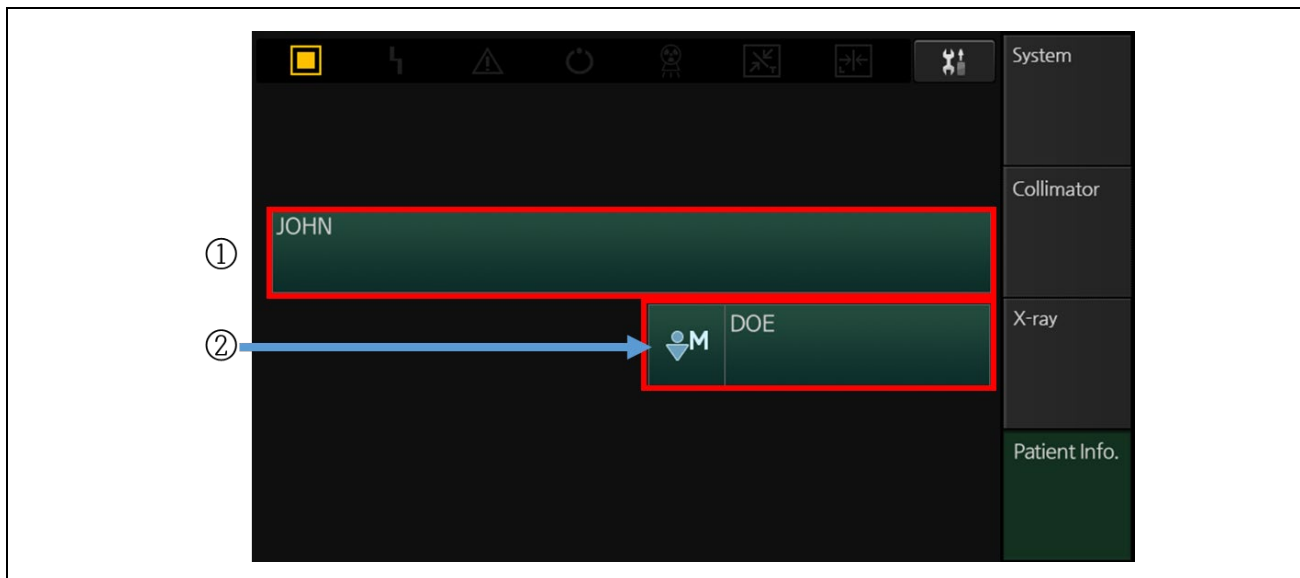 System
Collimator
① JOHN
② M DOE
X-ray
Patient Info.